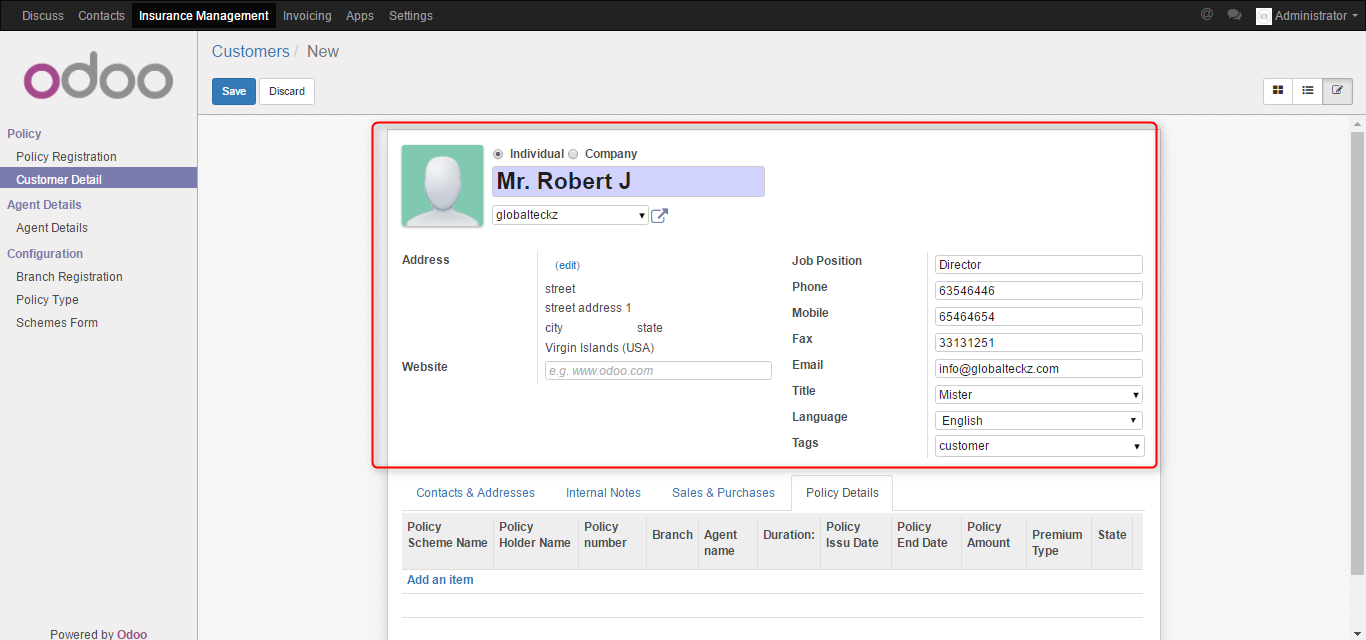 Discuss Contacts Insurance Management Invoicing Apps Settings @ Administrator
odoo
Policy
Policy Registration
Customer Detail
Agent Details
Agent Details
Configuration
Branch Registration
Policy Type
Schemes Form
Powered by Odoo
Customers / New
Save Discard
Individual Company
Mr. Robert J
globalteckz
Address (edit)
street
street address 1
city state
Virgin Islands (USA)
Website e.g. www.odoo.com
Job Position Director
Phone 63546446
Mobile 65464654
Fax 33131251
Email info@globalteckz.com
Title Mister
Language English
Tags customer
Contacts & Addresses Internal Notes Sales & Purchases Policy Details
Policy Scheme Name Policy Holder Name Policy number Branch Agent name Duration: Policy Issu Date Policy End Date Policy Amount Premium Type State
Add an item